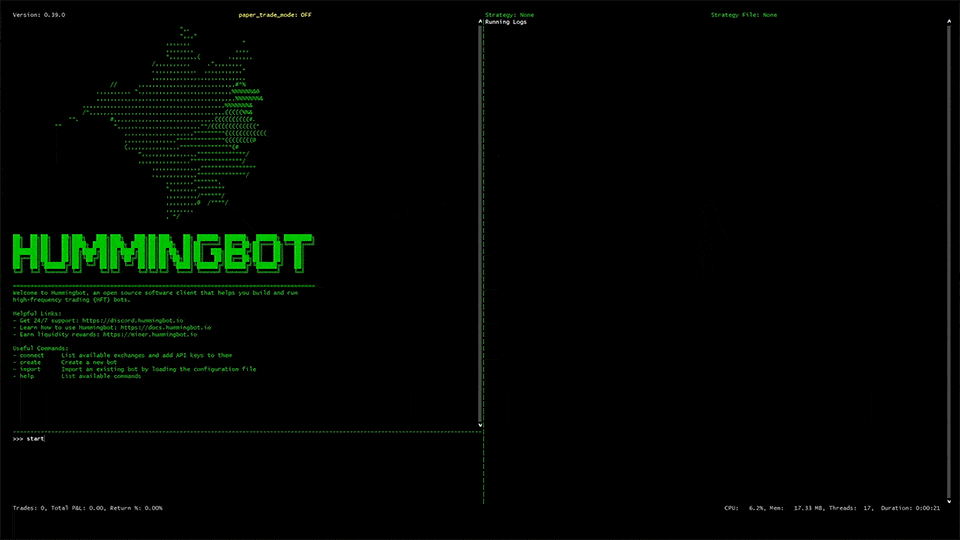 Version: 0.39.0 paper_trade_mode: OFF Strategy: None Strategy File: None
Running Logs
HUMMINGBOT
Welcome to Hummingbot, an open source software client that helps you build and run
high-frequency trading (HFT) bots.
Helpful Links:
- Get 24/7 support: https://discord.hummingbot.io
- Learn how to use Hummingbot: https://docs.hummingbot.io
- Earn liquidity rewards: https://miner.hummingbot.io
Useful Commands:
- connect List available exchanges and add API keys to them
- create Create a new bot
- import Import an existing bot by loading the configuration file
- help List available commands
>>> start
Trades: 0, Total P&L: 0.00, Return %: 0.00% CPU: 6.2%, Mem: 17.33 MB, Threads: 17, Duration: 0:00:21